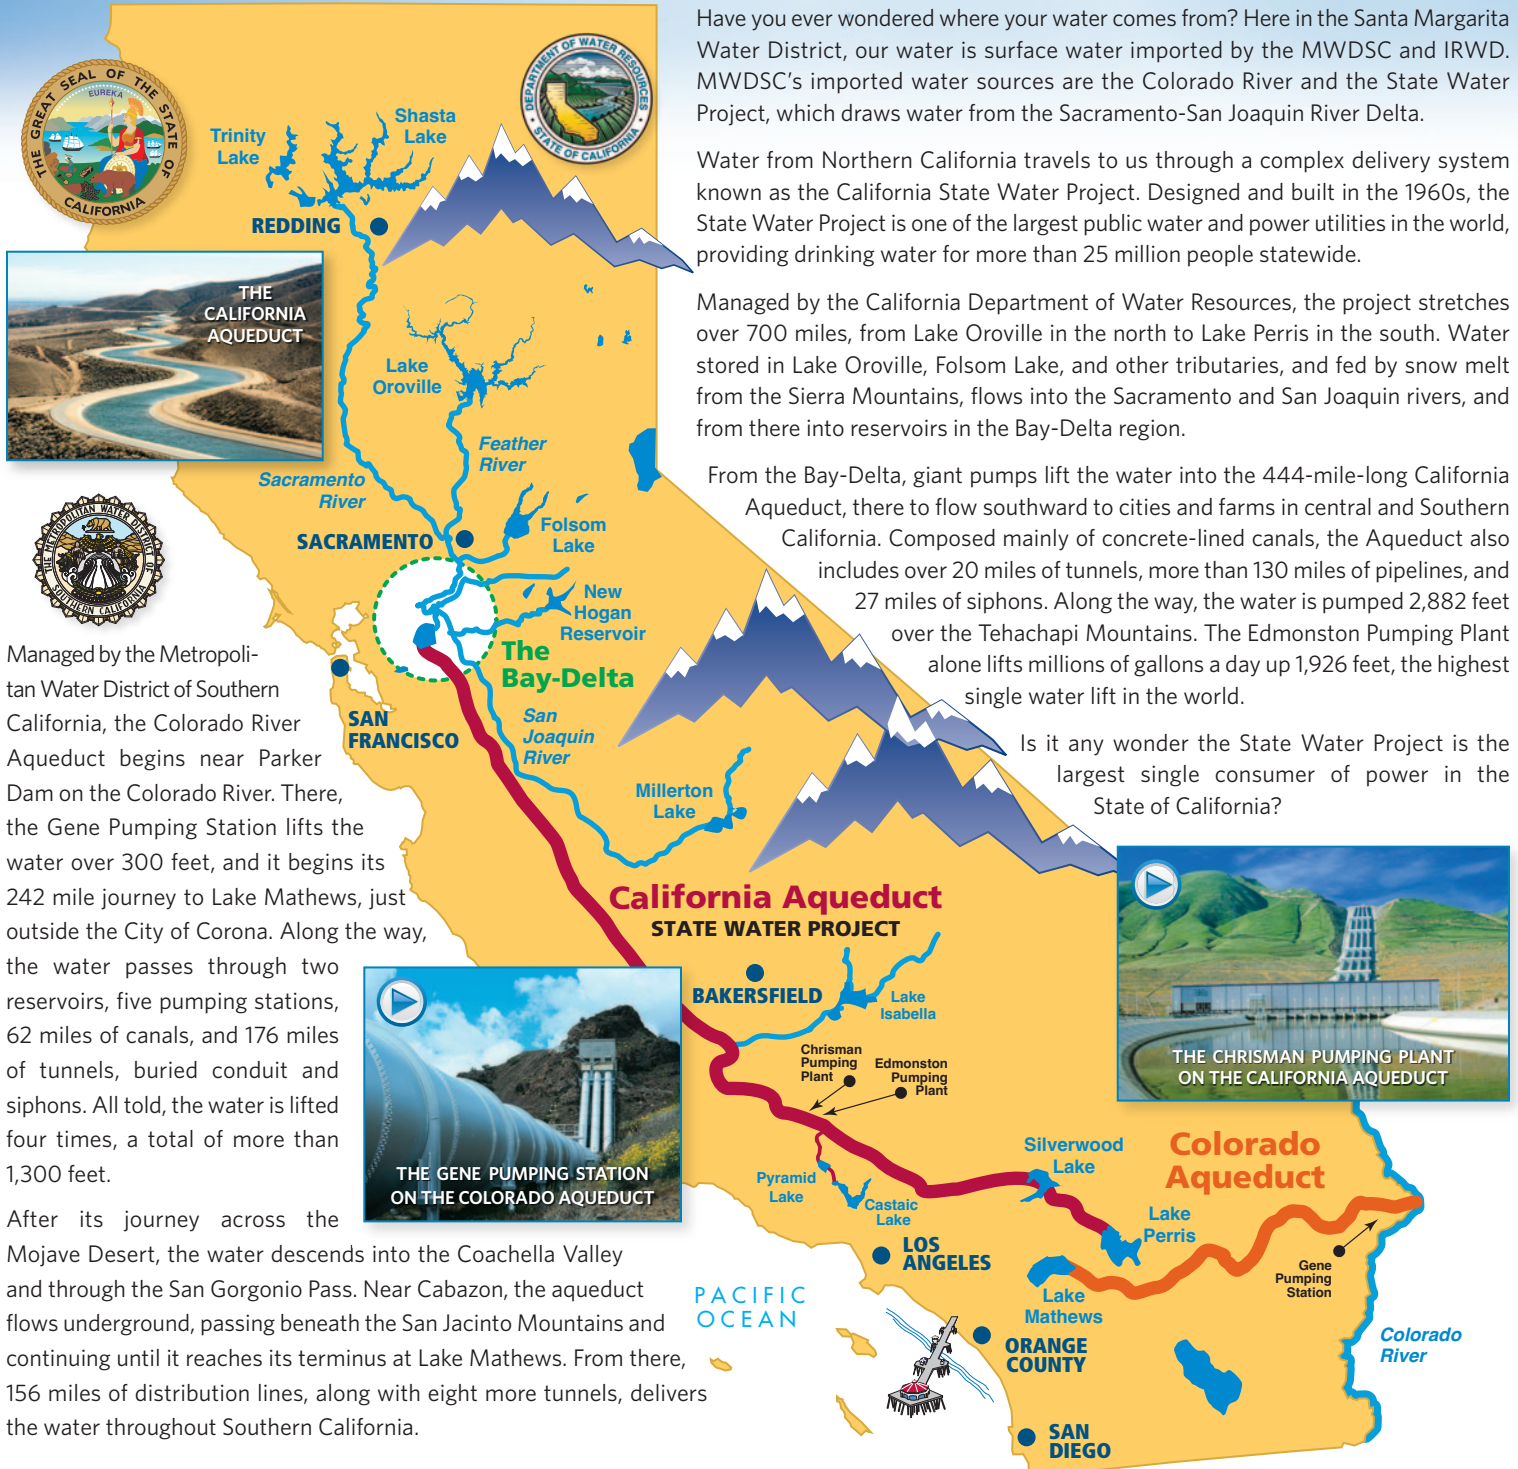 Have you ever wondered where your water comes from? Here in the Santa Margarita
Water District, our water is surface water imported by the MWDSC and IRWD.
MWDSC's imported water sources are the Colorado River and the State Water
Project, which draws water from the Sacramento-San Joaquin River Delta.
Water from Northern California travels to us through a complex delivery system
known as the California State Water Project. Designed and built in the 1960s, the
State Water Project is one of the largest public water and power utilities in the world,
providing drinking water for more than 25 million people statewide.
Managed by the California Department of Water Resources, the project stretches
over 700 miles, from Lake Oroville in the north to Lake Perris in the south. Water
stored in Lake Oroville, Folsom Lake, and other tributaries, and fed by snow melt
from the Sierra Mountains, flows into the Sacramento and San Joaquin rivers, and
from there into reservoirs in the Bay-Delta region.
From the Bay-Delta, giant pumps lift the water into the 444-mile-long California
Aqueduct, there to flow southward to cities and farms in central and Southern
California. Composed mainly of concrete-lined canals, the Aqueduct also
includes over 20 miles of tunnels, more than 130 miles of pipelines, and
27 miles of siphons. Along the way, the water is pumped 2,882 feet
over the Tehachapi Mountains. The Edmonston Pumping Plant
alone lifts millions of gallons a day up 1,926 feet, the highest
single water lift in the world.
Is it any wonder the State Water Project is the
largest single consumer of power in the
State of California?
THE GREAT SEAL OF THE STATE OF
CALIFORNIA
EUREKA
DEPARTMENT OF WATER RESOURCES
STATE OF CALIFORNIA
Trinity
Lake
Shasta
Lake
REDDING
THE
CALIFORNIA
AQUEDUCT
Lake
Oroville
Feather
River
Sacramento
River
SACRAMENTO
Folsom
Lake
New
Hogan
Reservoir
The
Bay-Delta
SAN
FRANCISCO
San
Joaquin
River
Millerton
Lake
THE METROPOLITAN WATER DISTRICT OF
SOUTHERN CALIFORNIA
Managed by the Metropoli-
tan Water District of Southern
California, the Colorado River
Aqueduct begins near Parker
Dam on the Colorado River. There,
the Gene Pumping Station lifts the
water over 300 feet, and it begins its
242 mile journey to Lake Mathews, just
outside the City of Corona. Along the way,
the water passes through two
reservoirs, five pumping stations,
62 miles of canals, and 176 miles
of tunnels, buried conduit and
siphons. All told, the water is lifted
four times, a total of more than
1,300 feet.
After its journey across the
Mojave Desert, the water descends into the Coachella Valley
and through the San Gorgonio Pass. Near Cabazon, the aqueduct
flows underground, passing beneath the San Jacinto Mountains and
continuing until it reaches its terminus at Lake Mathews. From there,
156 miles of distribution lines, along with eight more tunnels, delivers
the water throughout Southern California.
California Aqueduct
STATE WATER PROJECT
BAKERSFIELD
Lake
Isabella
Chrisman
Pumping
Plant
Edmonston
Pumping
Plant
THE GENE PUMPING STATION
ON THE COLORADO AQUEDUCT
THE CHRISMAN PUMPING PLANT
ON THE CALIFORNIA AQUEDUCT
Pyramid
Lake
Castaic
Lake
Silverwood
Lake
Colorado
Aqueduct
Lake
Perris
LOS
ANGELES
Lake
Mathews
Gene
Pumping
Station
PACIFIC
OCEAN
ORANGE
COUNTY
Colorado
River
SAN
DIEGO